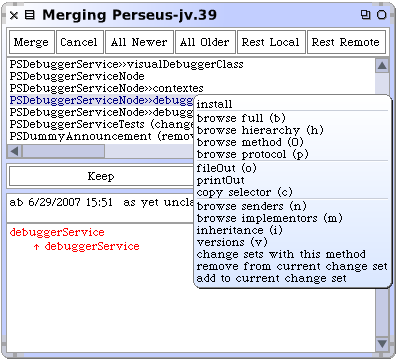 Merging Perseus-jv.39
Merge Cancel All Newer All Older Rest Local Rest Remote
PSDebuggerService>>visualDebuggerClass
PSDebuggerServiceNode
PSDebuggerServiceNode>>contextes
PSDebuggerServiceNode>>debugg
PSDebuggerServiceNode>>debugg
PSDebuggerServiceTests (chang
PSDummyAnnouncement (remov
install
browse full (b)
browse hierarchy (h)
browse method (O)
browse protocol (p)
fileOut (o)
printOut
copy selector (c)
browse senders (n)
browse implementors (m)
inheritance (i)
versions (v)
change sets with this method
remove from current change set
add to current change set
Keep
ab 6/29/2007 15:51 as yet uncla
debuggerService
↑ debuggerService